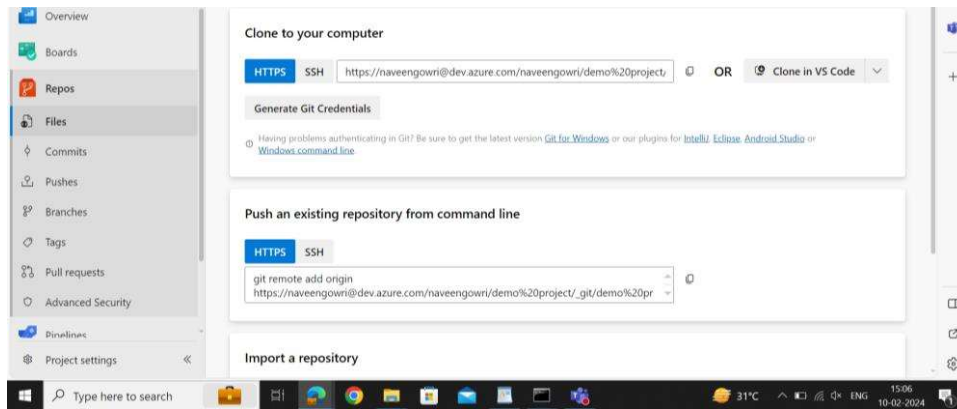 Overview
Boards
Repos
Files
Commits
Pushes
Branches
Tags
Pull requests
Advanced Security
Pipelines
Project settings
Clone to your computer
HTTPS SSH https://naveengowri@dev.azure.com/naveengowri/demo%20project/ OR Clone in VS Code
Generate Git Credentials
Having problems authenticating in Git? Be sure to get the latest version Git for Windows or our plugins for IntelliJ, Eclipse, Android Studio or
Windows command line.
Push an existing repository from command line
HTTPS SSH
git remote add origin
https://naveengowri@dev.azure.com/naveengowri/demo%20project/_git/demo%20pr
Import a repository
Type here to search
31°C ENG
15:06
10-02-2024